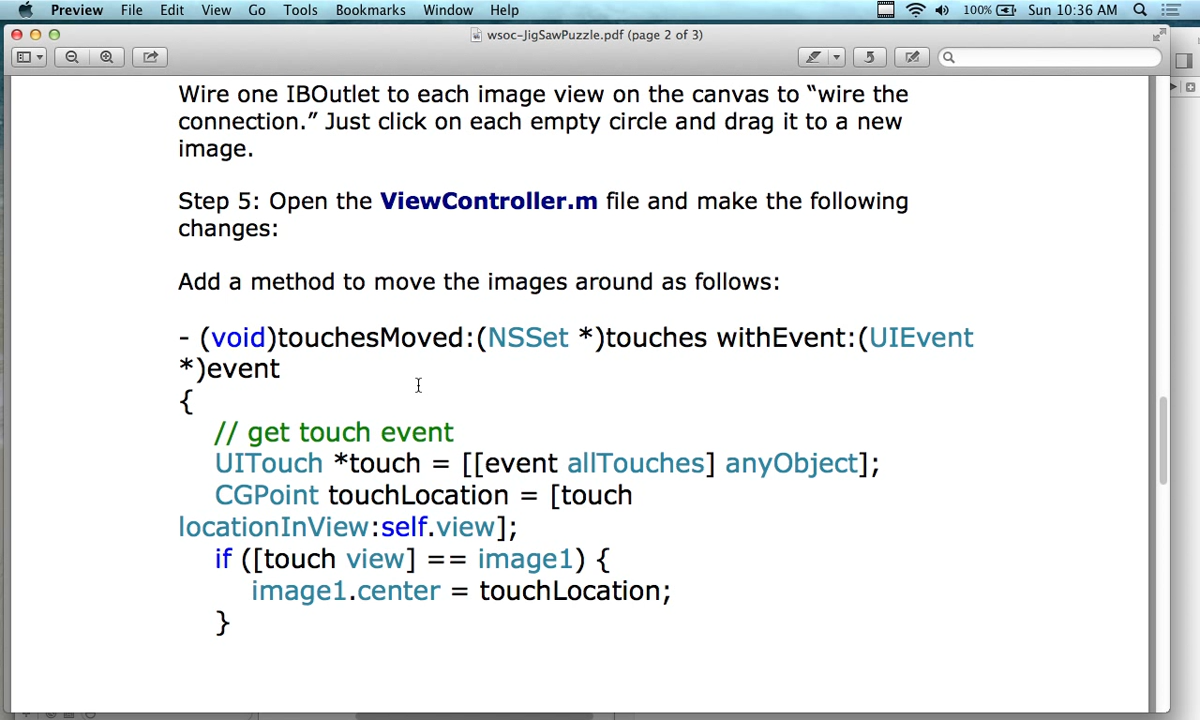 Preview File Edit View Go Tools Bookmarks Window Help 100% Sun 10:36 AM
wsoc-JigSawPuzzle.pdf (page 2 of 3)
Wire one IBOutlet to each image view on the canvas to “wire the
connection.” Just click on each empty circle and drag it to a new
image.
Step 5: Open the ViewController.m file and make the following
changes:
Add a method to move the images around as follows:
- (void)touchesMoved:(NSSet *)touches withEvent:(UIEvent
*)event
{
// get touch event
UITouch *touch = [[event allTouches] anyObject];
CGPoint touchLocation = [touch
locationInView:self.view];
if ([touch view] == image1) {
image1.center = touchLocation;
}